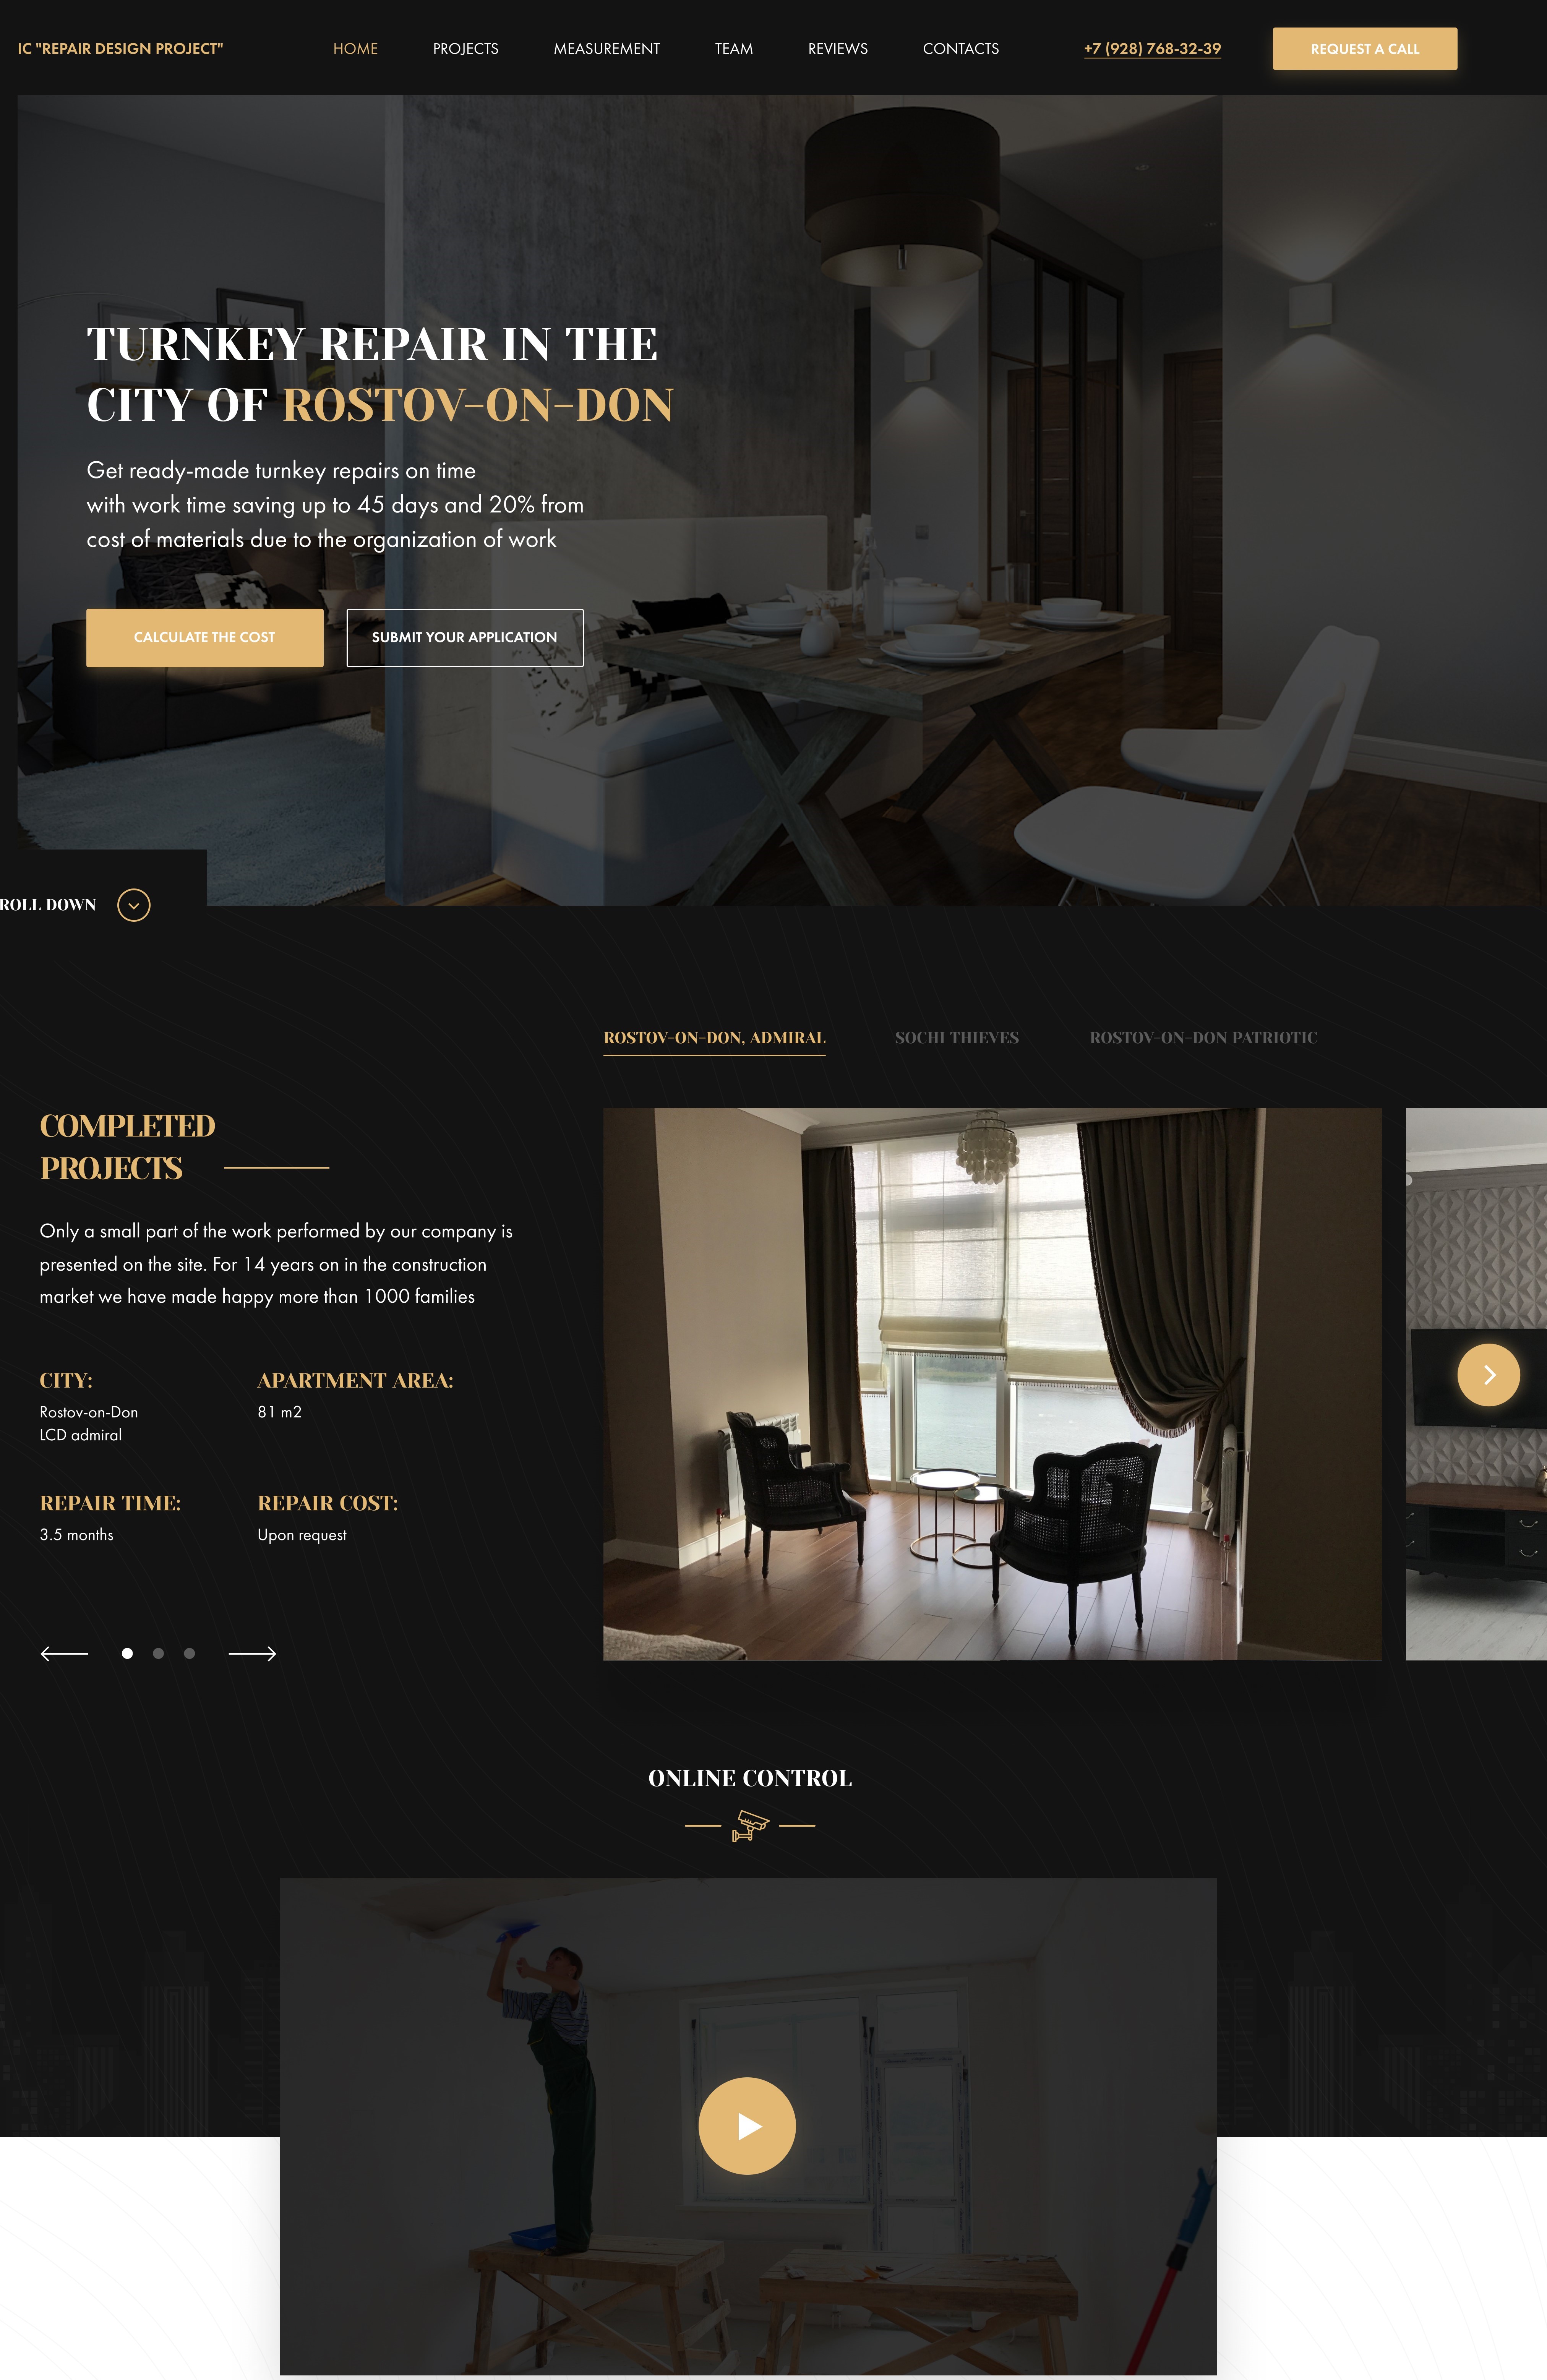 IC "REPAIR DESIGN PROJECT"
HOME
PROJECTS
MEASUREMENT
TEAM
REVIEWS
CONTACTS
+7 (928) 768-32-39
REQUEST A CALL
TURNKEY REPAIR IN THE
CITY OF ROSTOV-ON-DON
Get ready-made turnkey repairs on time
with work time saving up to 45 days and 20% from
cost of materials due to the organization of work
CALCULATE THE COST
SUBMIT YOUR APPLICATION
ROLL DOWN
ROSTOV-ON-DON, ADMIRAL
SOCHI THIEVES
ROSTOV-ON-DON PATRIOTIC
COMPLETED
PROJECTS
Only a small part of the work performed by our company is
presented on the site. For 14 years on in the construction
market we have made happy more than 1000 families
CITY:
Rostov-on-Don
LCD admiral
APARTMENT AREA:
81 m2
REPAIR TIME:
3.5 months
REPAIR COST:
Upon request
ONLINE CONTROL